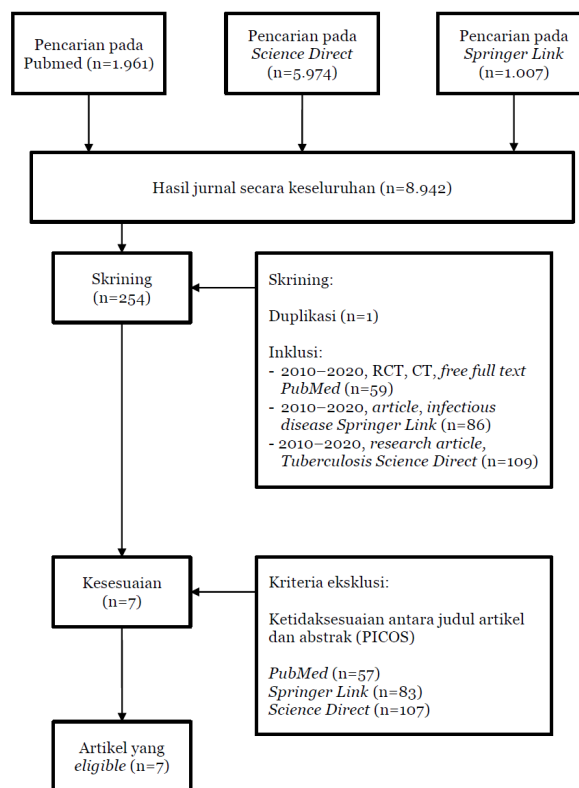 Pencarian pada
Pubmed (n=1.961)
Pencarian pada
Science Direct
(n=5.974)
Pencarian pada
Springer Link
(n=1.007)
Hasil jurnal secara keseluruhan (n=8.942)
Skrining
(n=254)
Skrining:
Duplikasi (n=1)
Inklusi:
- 2010–2020, RCT, CT, free full text
PubMed (n=59)
- 2010–2020, article, infectious
disease Springer Link (n=86)
- 2010–2020, research article,
Tuberculosis Science Direct (n=109)
Kesesuaian
(n=7)
Kriteria eksklusi:
Ketidaksesuaian antara judul artikel
dan abstrak (PICOS)
PubMed (n=57)
Springer Link (n=83)
Science Direct (n=107)
Artikel yang
eligible (n=7)